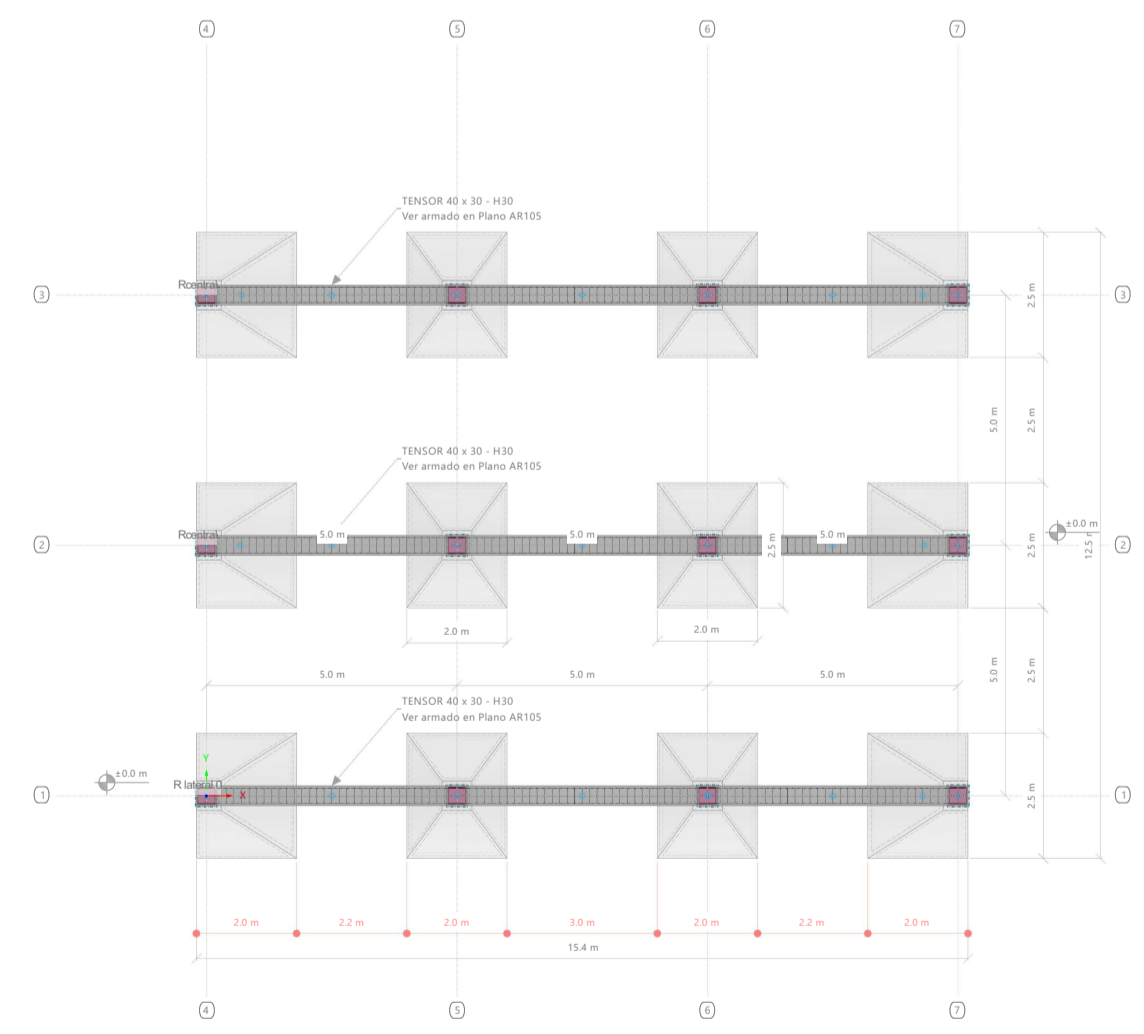 4 5 6 7
TENSOR 40 x 30 - H30
Ver armado en Plano AR105
Rcentral
3 3
2.5 m
5.0 m
2.5 m
TENSOR 40 x 30 - H30
Ver armado en Plano AR105
±0.0 m
Rcentral
5.0 m 5.0 m 5.0 m
2 2
2.5 m
2.5 m
12.5 m
2.0 m 2.0 m
5.0 m 5.0 m 5.0 m
5.0 m
2.5 m
TENSOR 40 x 30 - H30
Ver armado en Plano AR105
Y
±0.0 m
R lateral 0
X
1 1
2.5 m
2.0 m 2.2 m 2.0 m 3.0 m 2.0 m 2.2 m 2.0 m
15.4 m
4 5 6 7